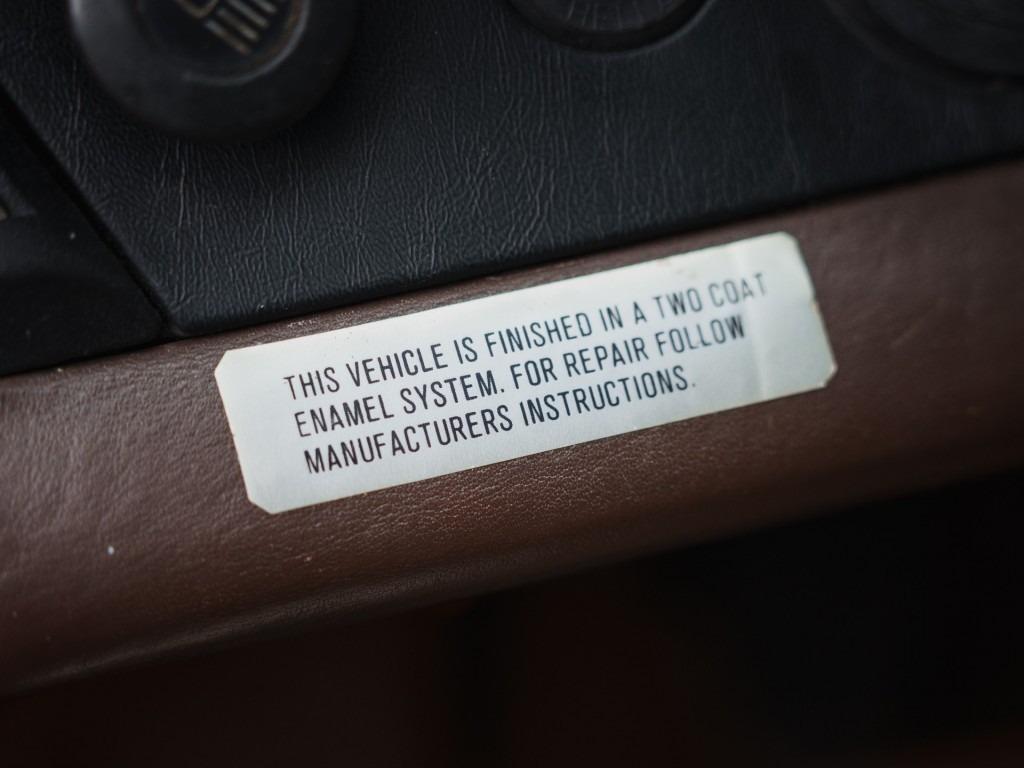 THIS VEHICLE IS FINISHED IN A TWO COAT
ENAMEL SYSTEM. FOR REPAIR FOLLOW
MANUFACTURERS INSTRUCTIONS.